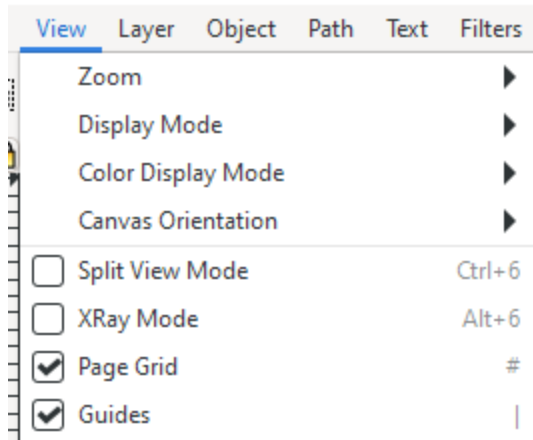 View Layer Object Path Text Filters
Zoom
Display Mode
Color Display Mode
Canvas Orientation
Split View Mode Ctrl+6
XRay Mode Alt+6
Page Grid #
Guides |